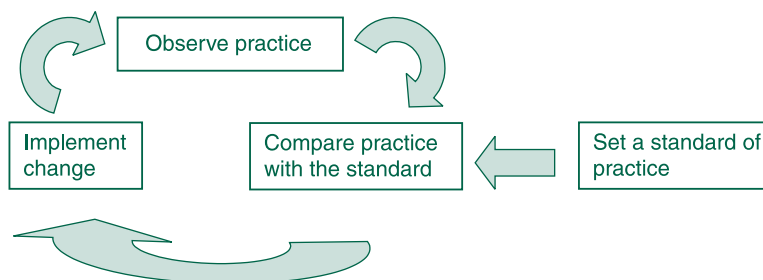 Observe practice
Implement
change
Compare practice
with the standard
Set a standard of
practice